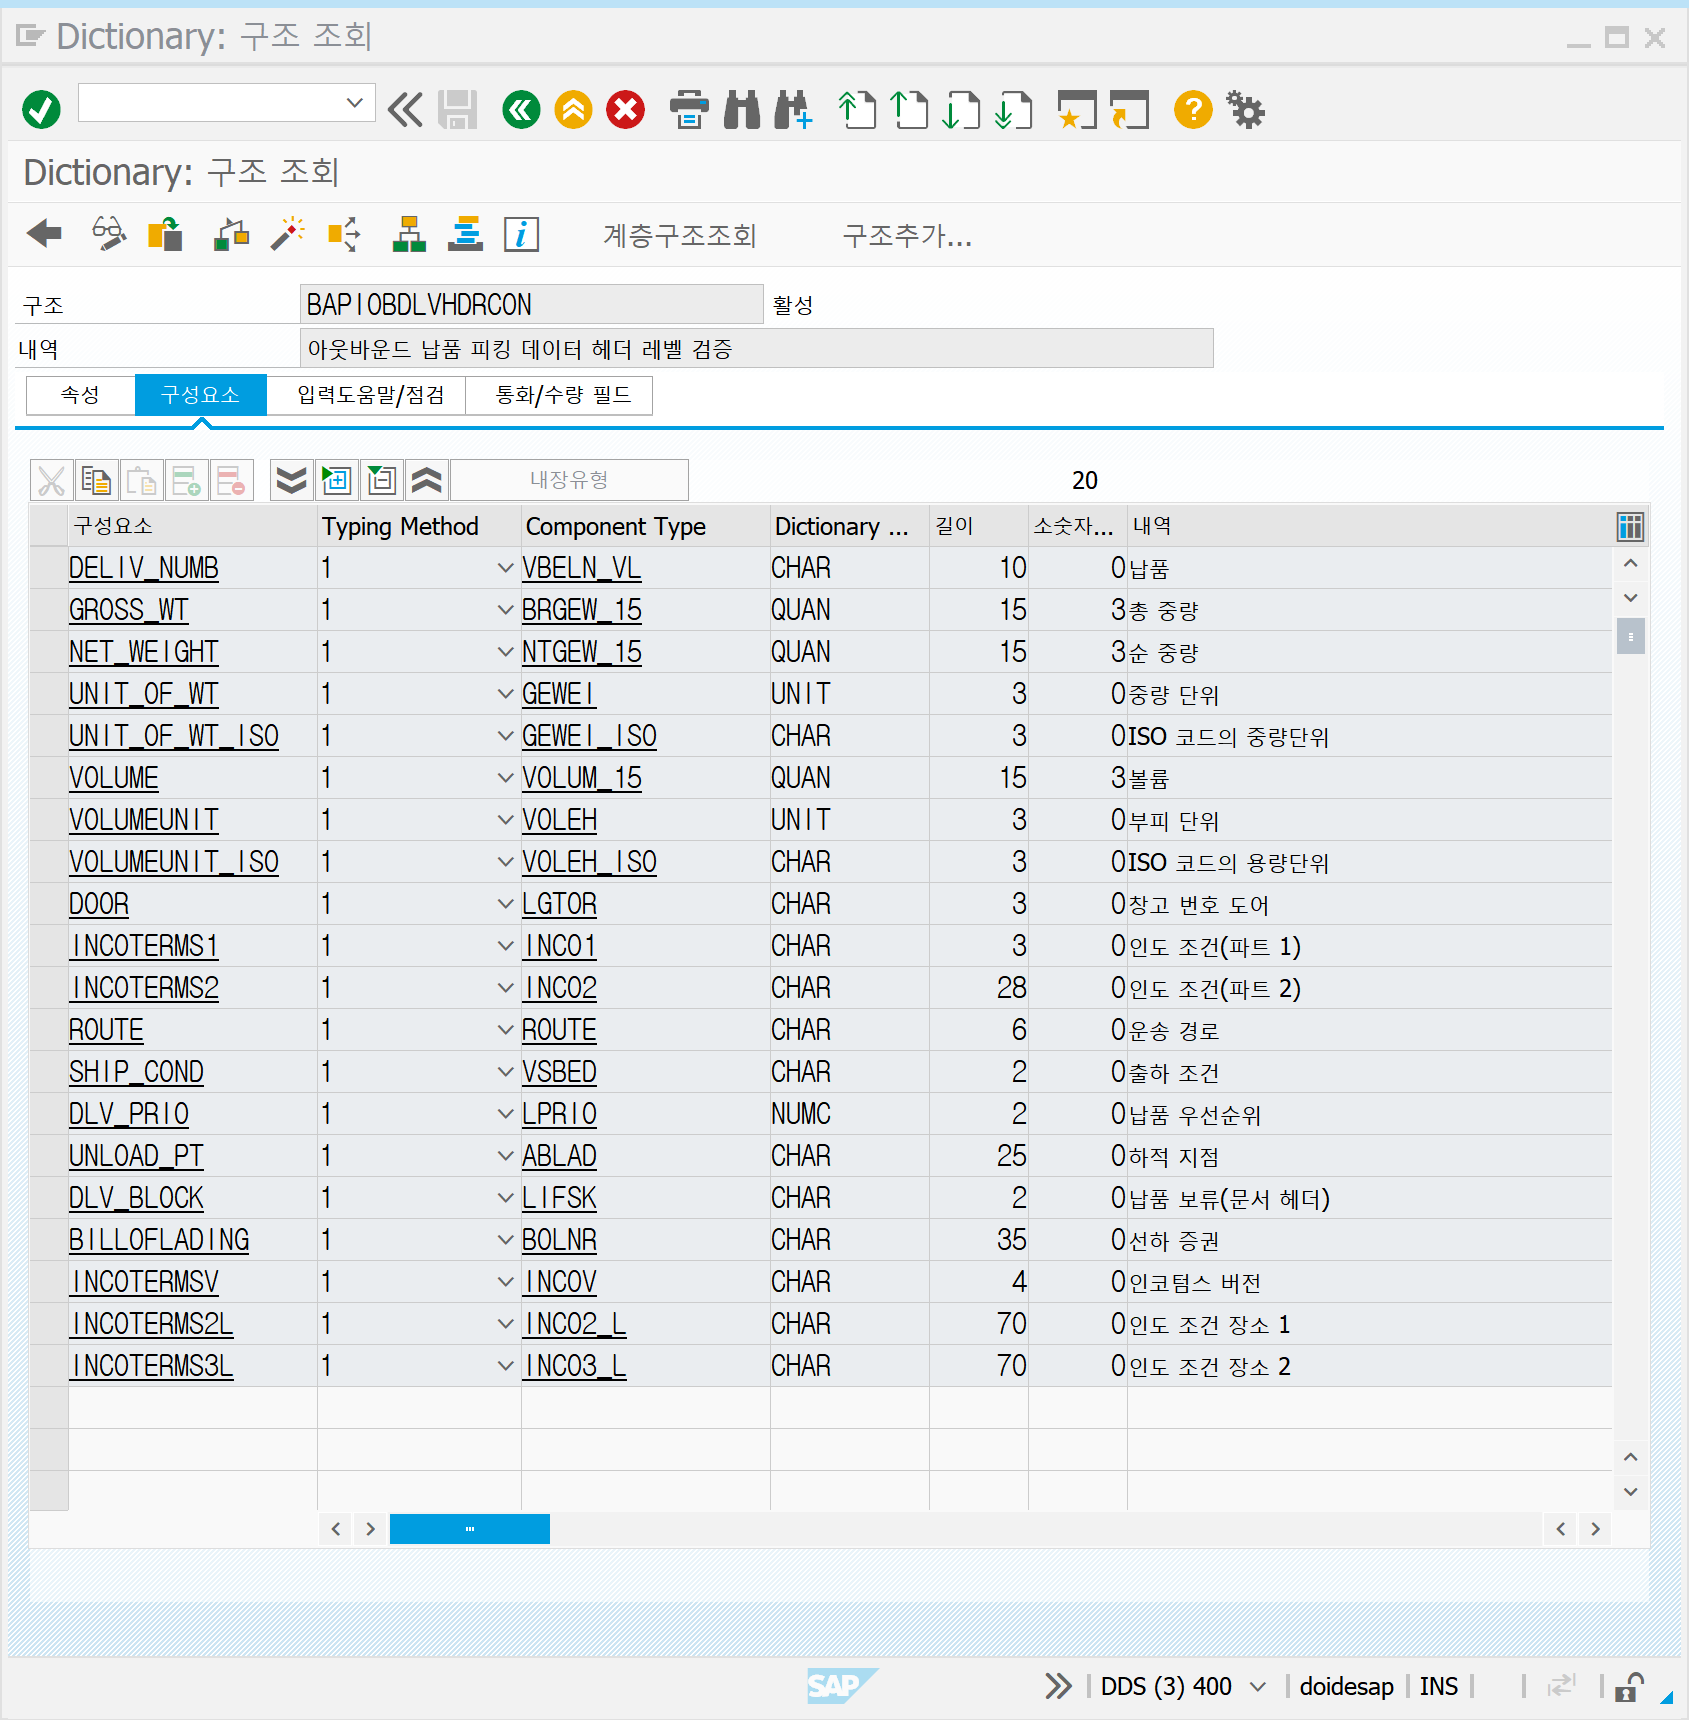 Dictionary: 구조 조회
Dictionary: 구조 조회
계층구조조회 구조추가...
구조 BAPIOBDLVHDRCON 활성
내역 아웃바운드 납품 피킹 데이터 헤더 레벨 검증
속성 구성요소 입력도움말/점검 통화/수량 필드
내장유형 20
구성요소 Typing Method Component Type Dictionary ... 길이 소숫자... 내역
DELIV_NUMB 1 VBELN_VL CHAR 10 0 납품
GROSS_WT 1 BRGEW_15 QUAN 15 3 총 중량
NET_WEIGHT 1 NTGEW_15 QUAN 15 3 순 중량
UNIT_OF_WT 1 GEWEI UNIT 3 0 중량 단위
UNIT_OF_WT_ISO 1 GEWEI_ISO CHAR 3 0 ISO 코드의 중량단위
VOLUME 1 VOLUM_15 QUAN 15 3 볼륨
VOLUMEUNIT 1 VOLEH UNIT 3 0 부피 단위
VOLUMEUNIT_ISO 1 VOLEH_ISO CHAR 3 0 ISO 코드의 용량단위
DOOR 1 LGTOR CHAR 3 0 창고 번호 도어
INCOTERMS1 1 INCO1 CHAR 3 0 인도 조건(파트 1)
INCOTERMS2 1 INCO2 CHAR 28 0 인도 조건(파트 2)
ROUTE 1 ROUTE CHAR 6 0 운송 경로
SHIP_COND 1 VSBED CHAR 2 0 출하 조건
DLV_PRIO 1 LPRIO NUMC 2 0 납품 우선순위
UNLOAD_PT 1 ABLAD CHAR 25 0 하적 지점
DLV_BLOCK 1 LIFSK CHAR 2 0 납품 보류(문서 헤더)
BILLOFLADING 1 BOLNR CHAR 35 0 선하 증권
INCOTERMSV 1 INCOV CHAR 4 0 인코텀스 버전
INCOTERMS2L 1 INCO2_L CHAR 70 0 인도 조건 장소 1
INCOTERMS3L 1 INCO3_L CHAR 70 0 인도 조건 장소 2
SAP DDS (3) 400 doidesap INS